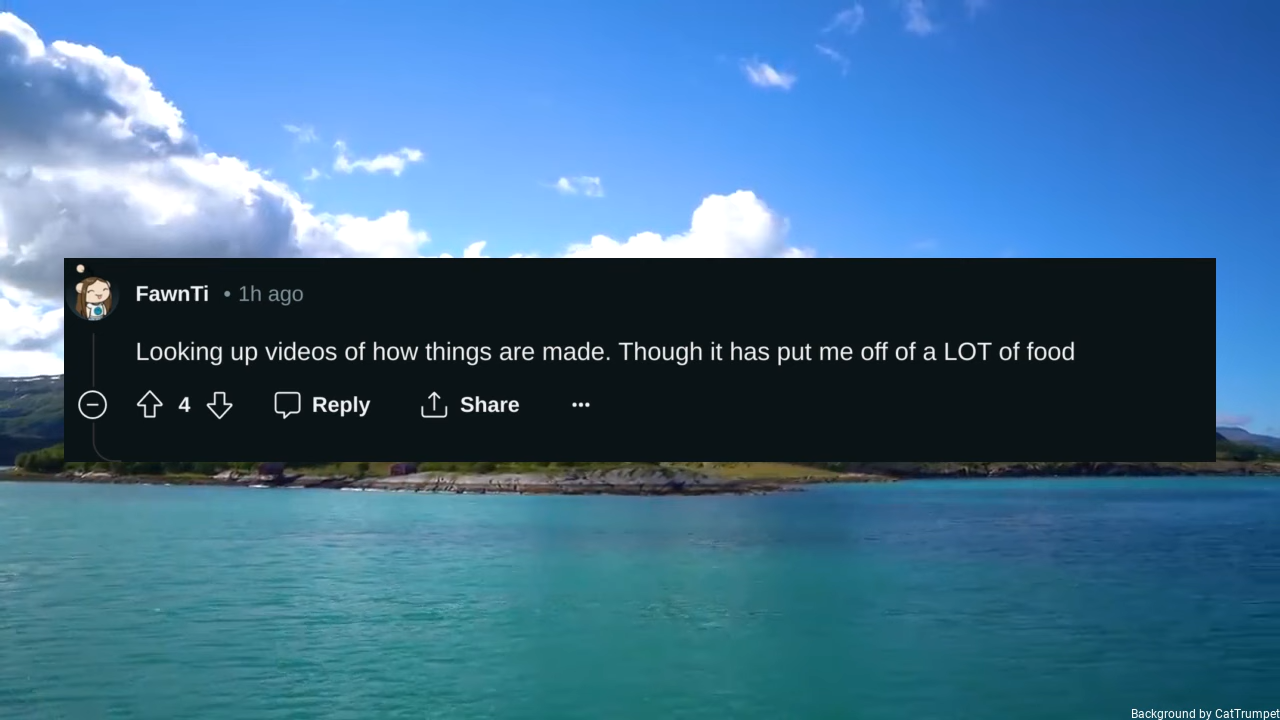 FawnTi • 1h ago
Looking up videos of how things are made. Though it has put me off of a LOT of food
4 Reply Share ...
Background by CatTrumpet